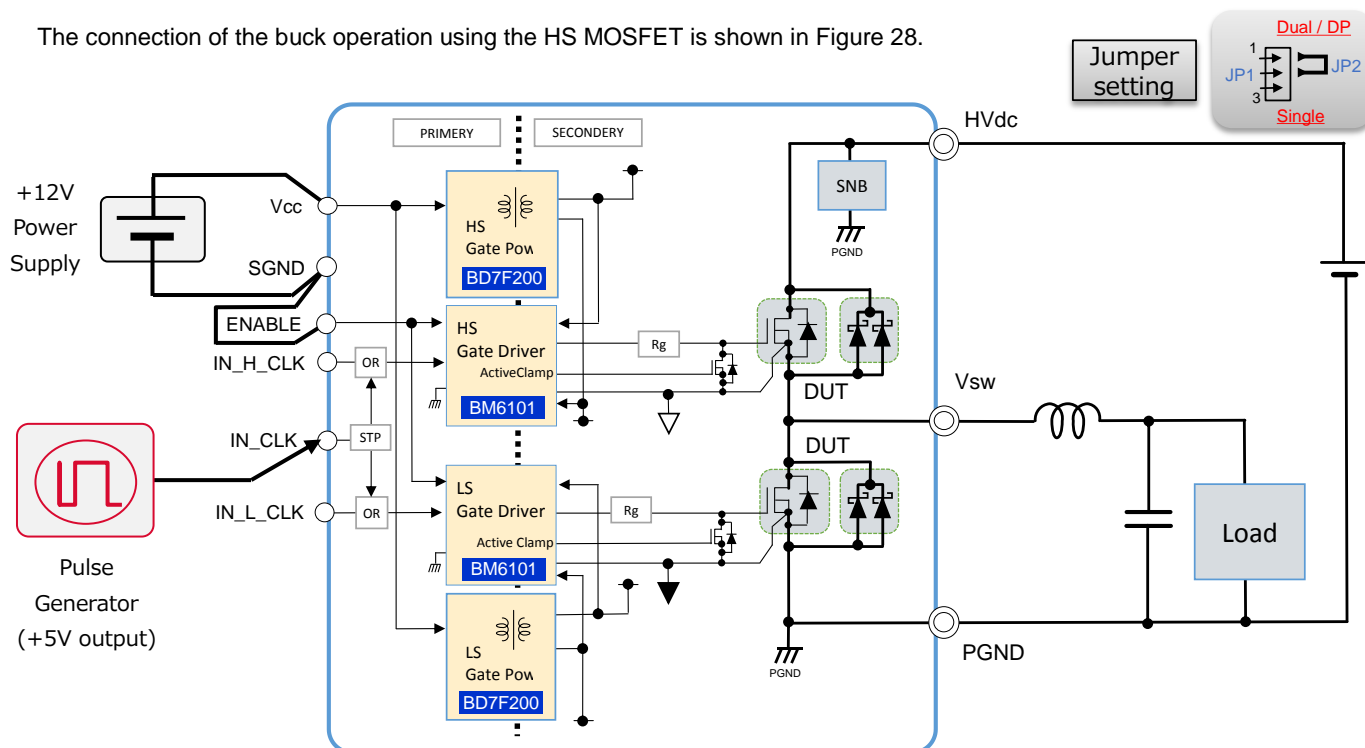 The connection of the buck operation using the HS MOSFET is shown in Figure 28.
Jumper
setting
Dual / DP
1
JP1
JP2
3
Single
HVdc
PRIMERY
SECONDERY
+12V
Power
Supply
Vcc
SGND
ENABLE
IN_H_CLK
OR
IN_CLK
STP
IN_L_CLK
OR
Pulse
Generator
(+5V output)
HS
Gate Pow
BD7F200
HS
Gate Driver
ActiveClamp
BM6101
Rg
LS
Gate Driver
Active Clamp
BM6101
Rg
LS
Gate Pow
BD7F200
SNB
PGND
DUT
Vsw
DUT
Load
PGND
PGND